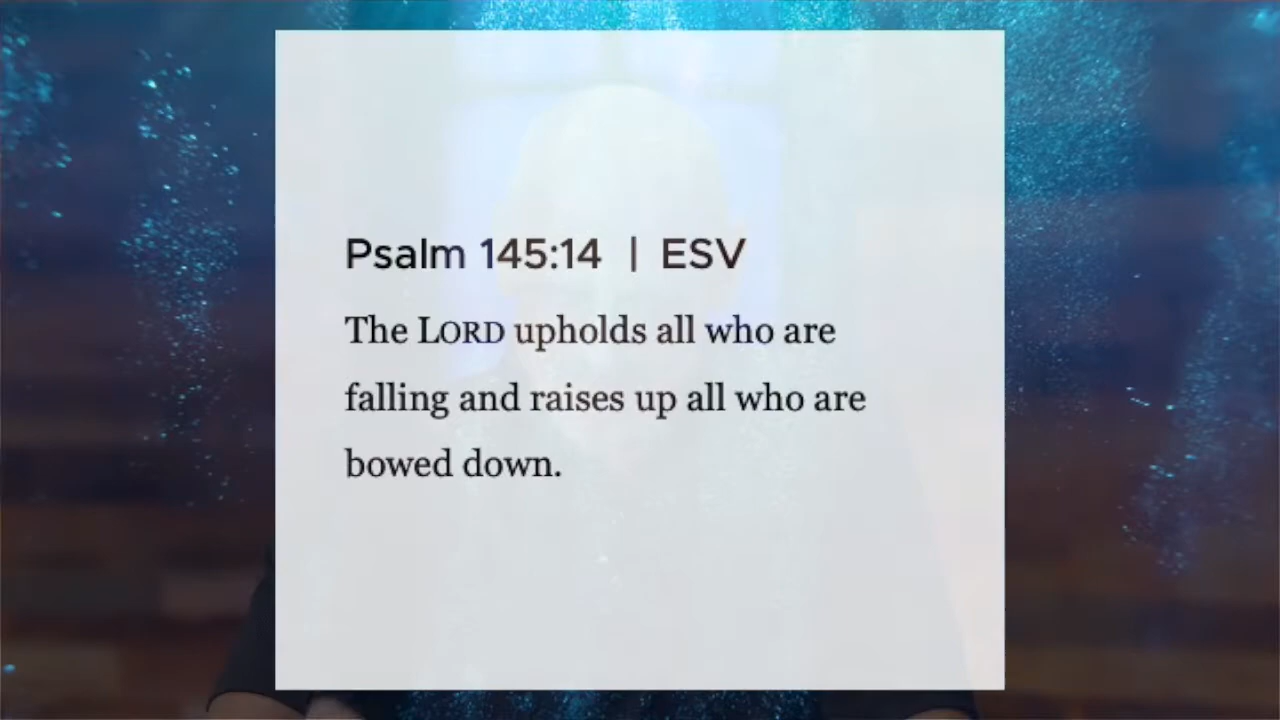 Psalm 145:14 | ESV
The LORD upholds all who are
falling and raises up all who are
bowed down.